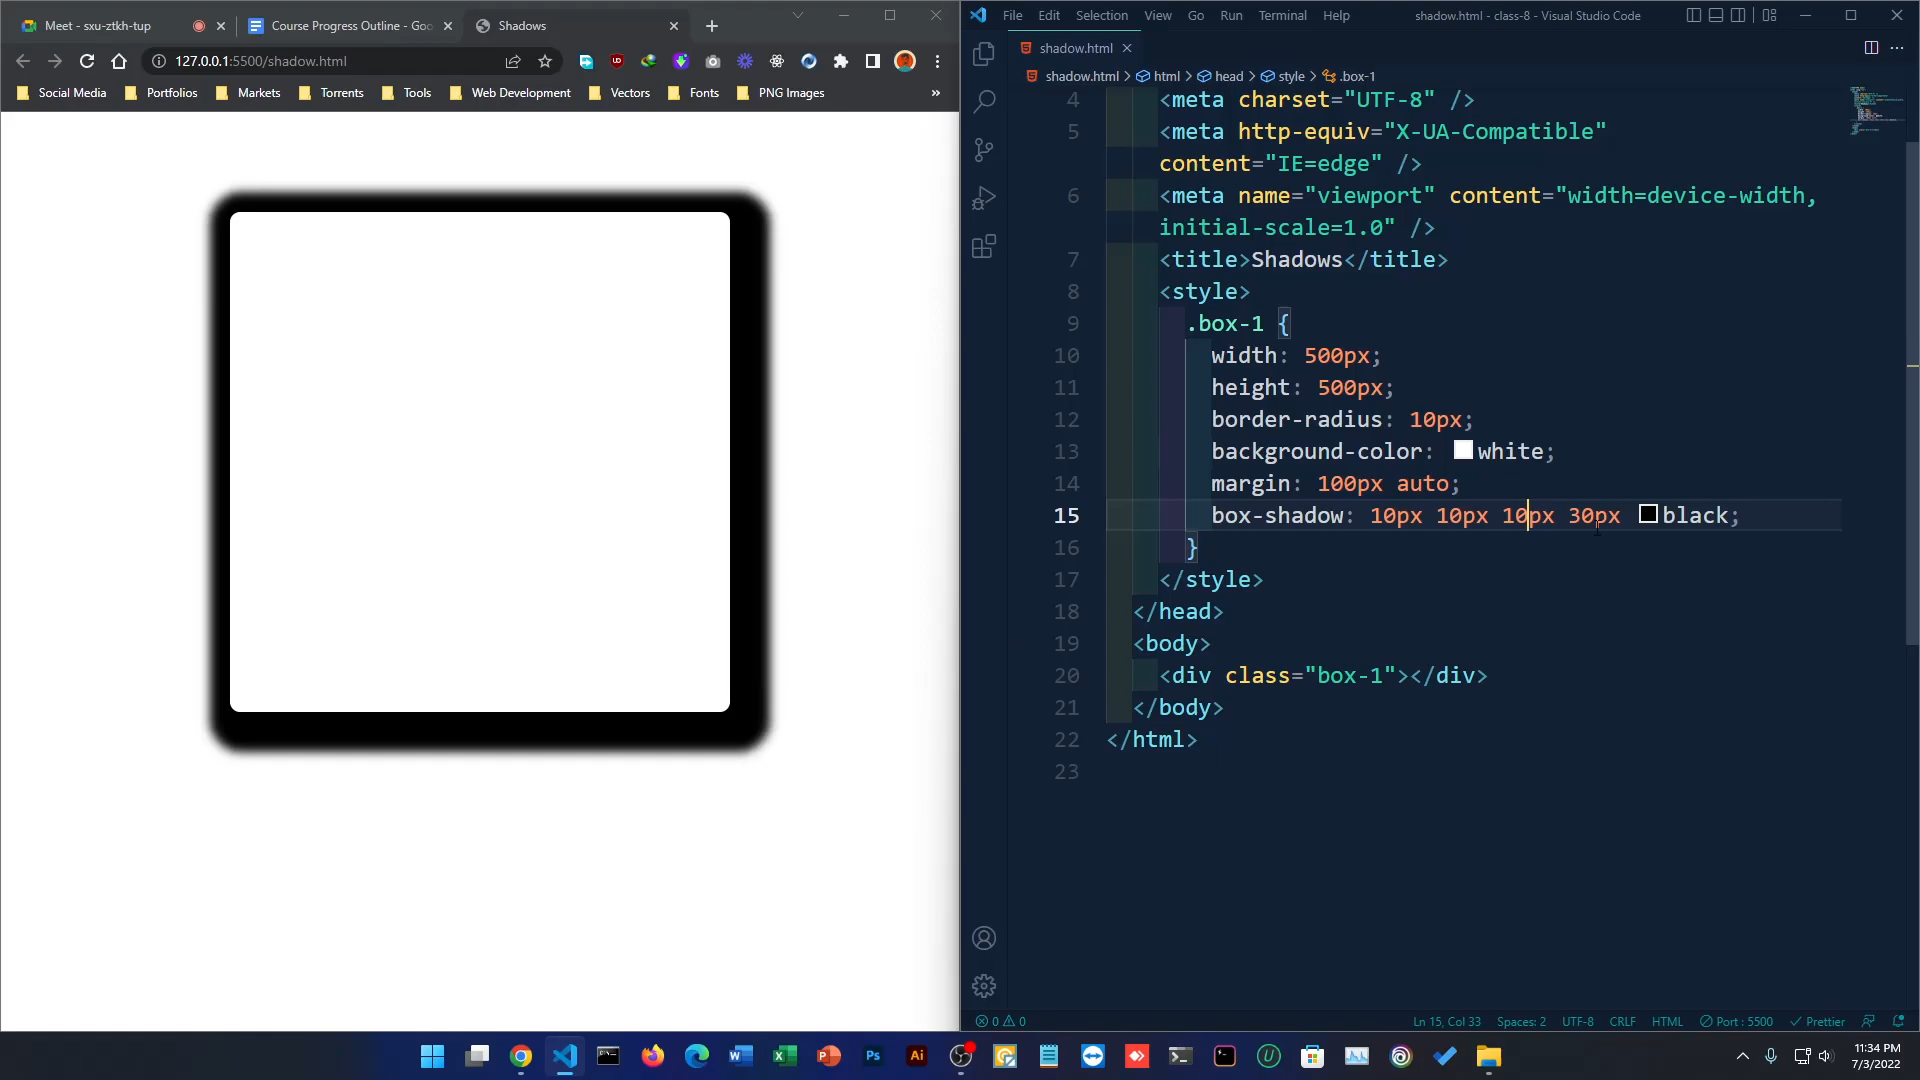 Meet - sxu-ztkh-tup
Course Progress Outline - Goo
Shadows
127.0.0.1:5500/shadow.html
Social Media
Portfolios
Markets
Torrents
Tools
Web Development
Vectors
Fonts
PNG Images
»
File Edit Selection View Go Run Terminal Help
shadow.html - class-8 - Visual Studio Code
shadow.html
shadow.html > html > head > style > .box-1
4 <meta charset="UTF-8" />
5 <meta http-equiv="X-UA-Compatible"
content="IE=edge" />
6 <meta name="viewport" content="width=device-width,
initial-scale=1.0" />
7 <title>Shadows</title>
8 <style>
9 .box-1 {
10 width: 500px;
11 height: 500px;
12 border-radius: 10px;
13 background-color: white;
14 margin: 100px auto;
15 box-shadow: 10px 10px 10px 30px black;
16 }
17 </style>
18 </head>
19 <body>
20 <div class="box-1"></div>
21 </body>
22 </html>
23
0 0
Ln 15, Col 33
Spaces: 2
UTF-8
CRLF
HTML
Port : 5500
Prettier
11:34 PM
7/3/2022